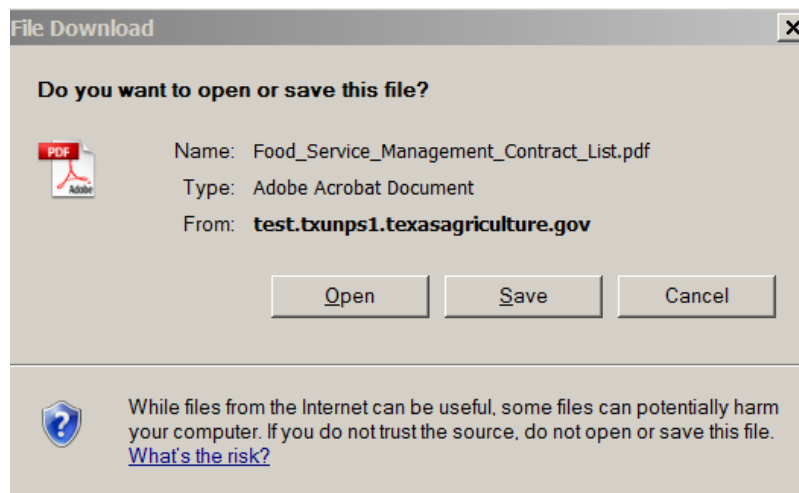 File Download
Do you want to open or save this file?
PDF
Adobe
Name: Food_Service_Management_Contract_List.pdf
Type: Adobe Acrobat Document
From: test.txunps1.texasagriculture.gov
Open Save Cancel
While files from the Internet can be useful, some files can potentially harm
your computer. If you do not trust the source, do not open or save this file.
What's the risk?